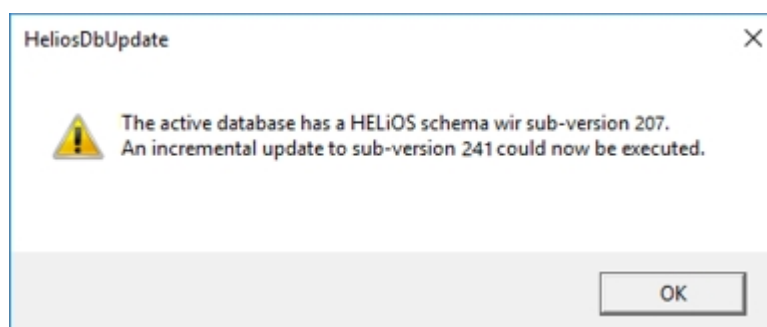 HeliosDbUpdate
The active database has a HELiOS schema wir sub-version 207.
An incremental update to sub-version 241 could now be executed.
OK